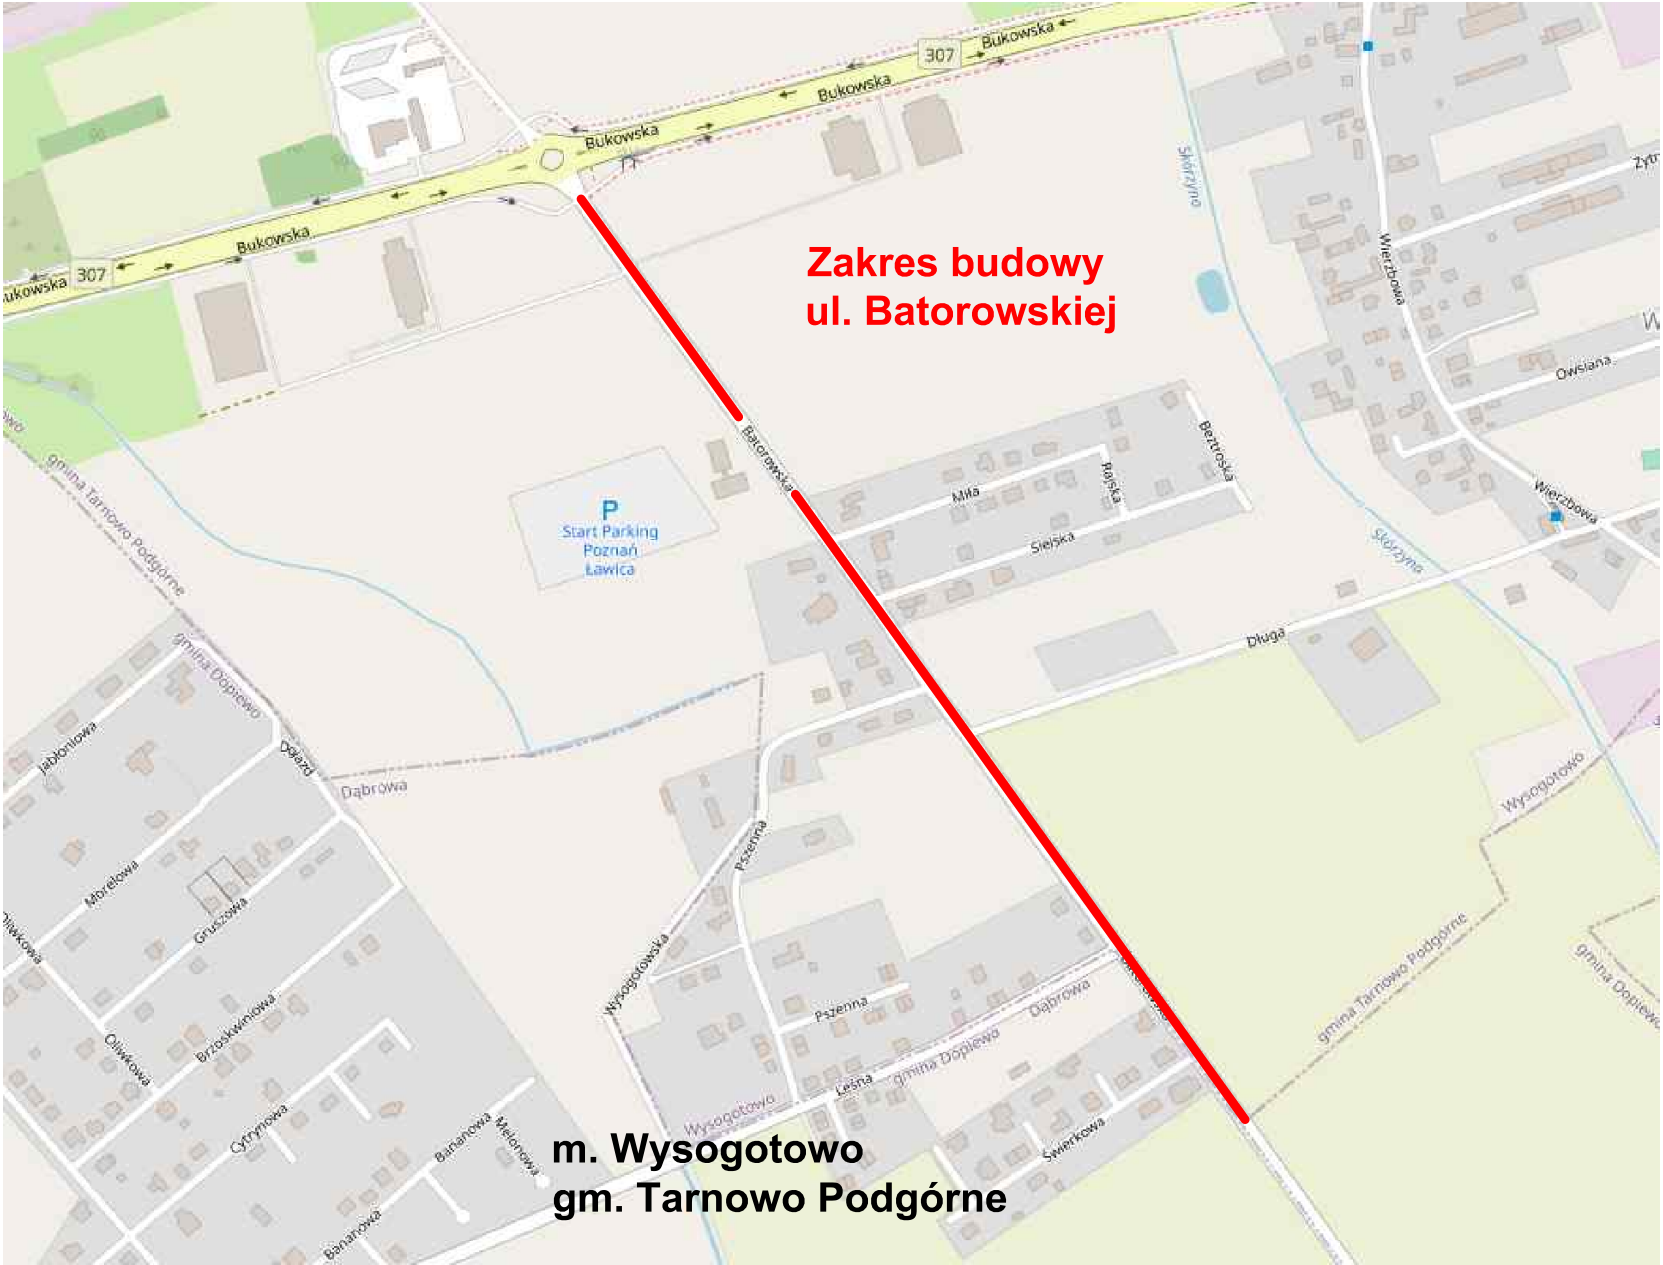 Bukowska
307
Bukowska
Bukowska
Bukowska
307
Skórzyno
Wierzbowa
Zakres budowy
ul. Batorowskiej
Owsiana
Batorowska
Beztroska
Miła
Rajska
Sielska
Wierzbowa
Skórzyno
P
Start Parking
Poznań
Ławica
gmina Tarnowo Podgórne
gmina Dopiewo
Długa
Jabłoniowa
Dojazd
Dąbrowa
Wysogotowo
Pszenna
Morelowa
Gruszowa
Oliwkowa
Wysogotowska
gmina Tarnowo Podgórne
gmina Dopiewo
Pszenna
Dąbrowa
Brzoskwiniowa
Oliwkowa
Leśna
gmina Dopiewo
Wysogotowo
Cytrynowa
Bananowa
Melonowa
Świerkowa
m. Wysogotowo
gm. Tarnowo Podgórne
Bananowa